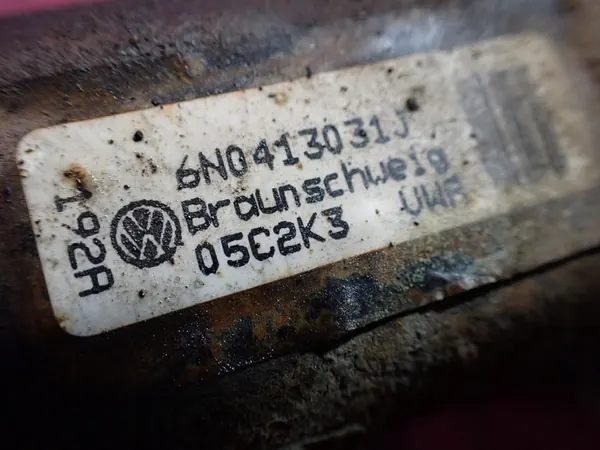 6N0413031J
Braunschweig
05C2K3 UWA
192A